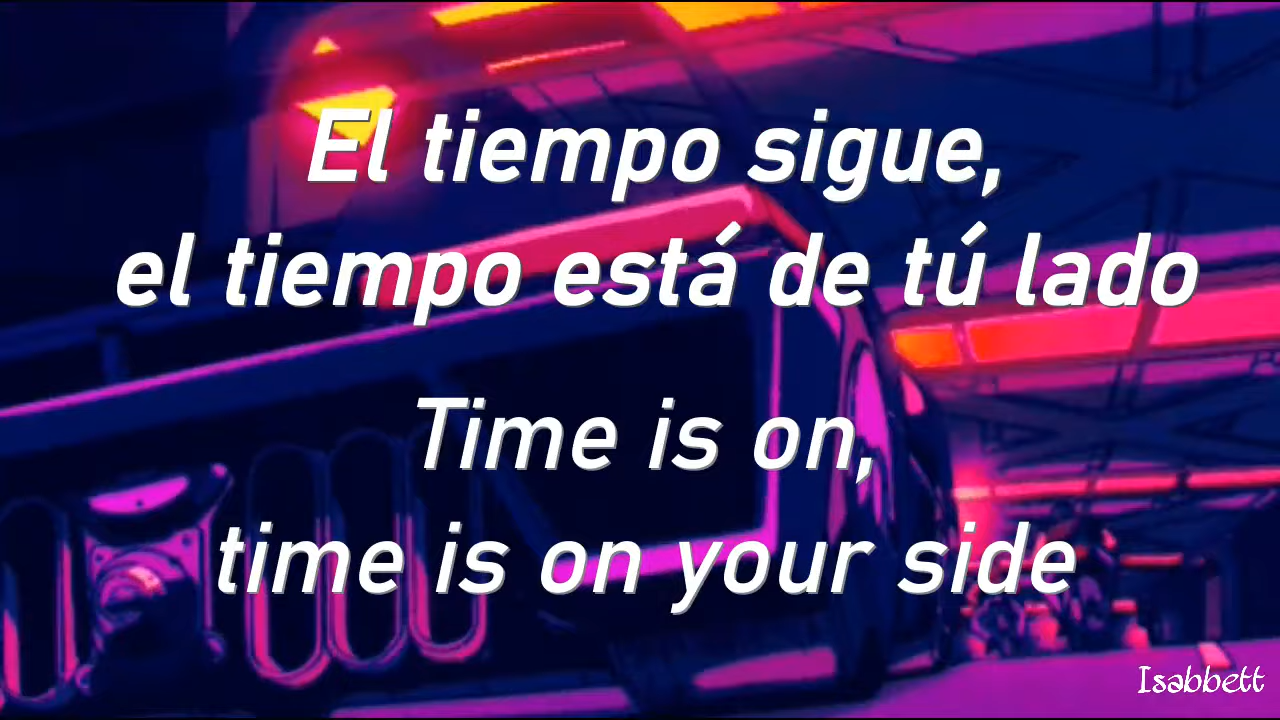 El tiempo sigue,
el tiempo está de tú lado
Time is on,
time is on your side
Isabbett